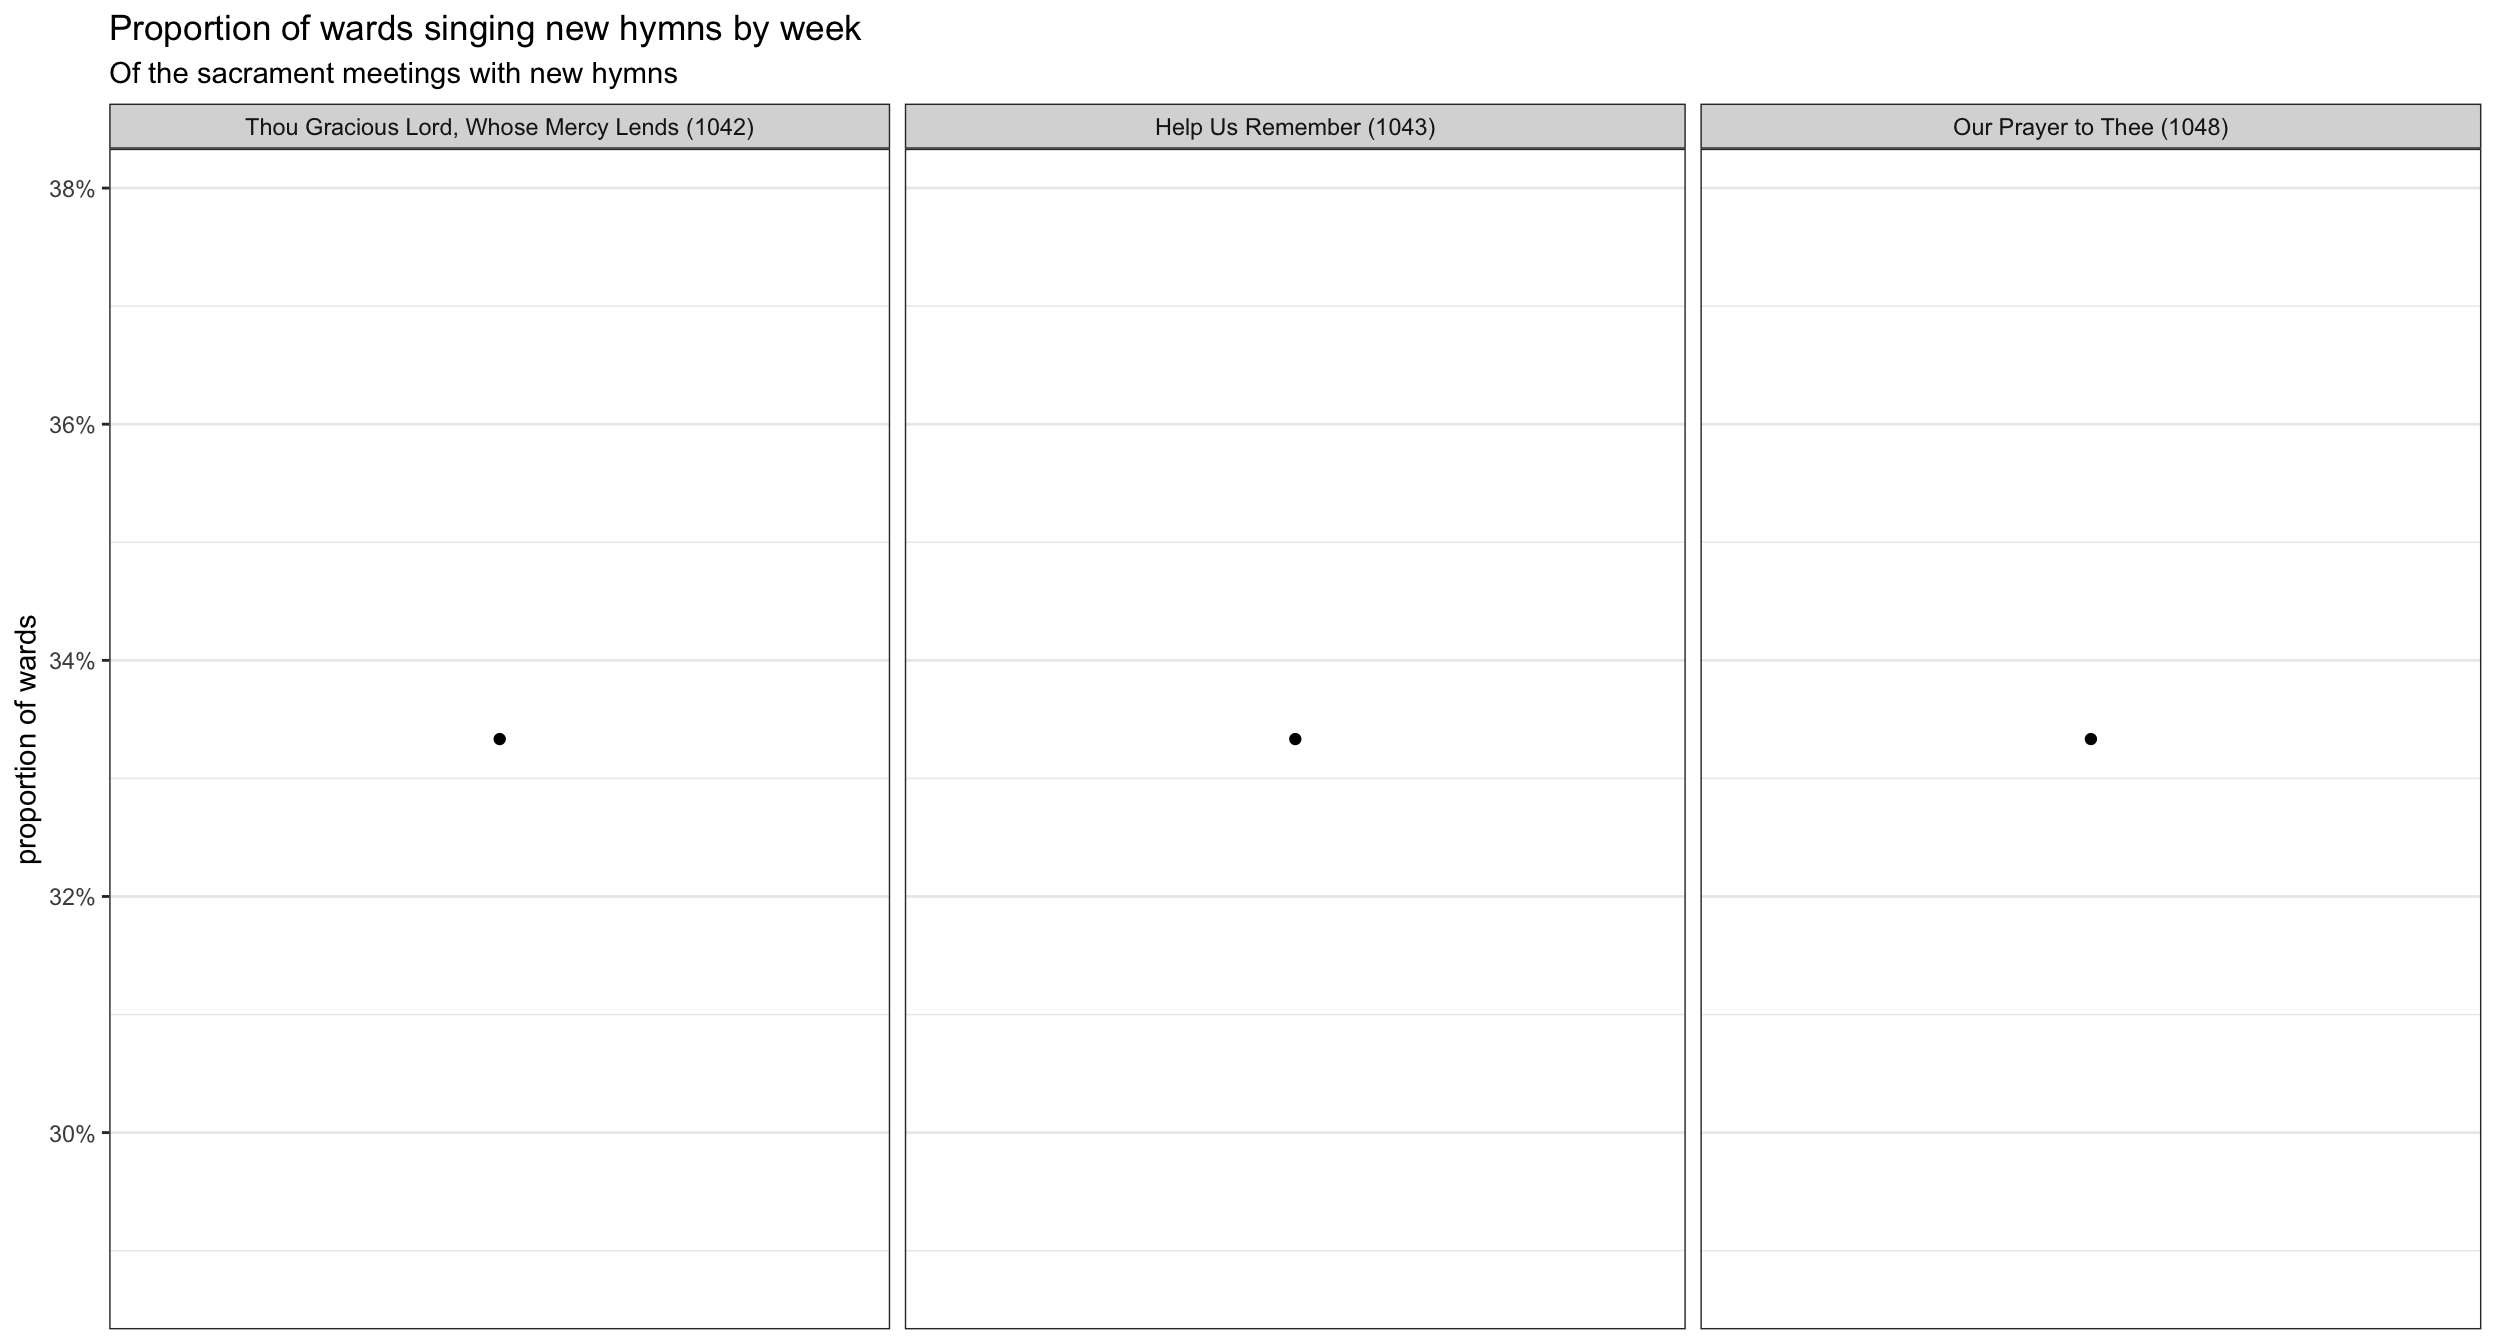 Proportion of wards singing new hymns by week
Of the sacrament meetings with new hymns
Thou Gracious Lord, Whose Mercy Lends (1042)
Help Us Remember (1043)
Our Prayer to Thee (1048)
38%
36%
34%
32%
30%
proportion of wards